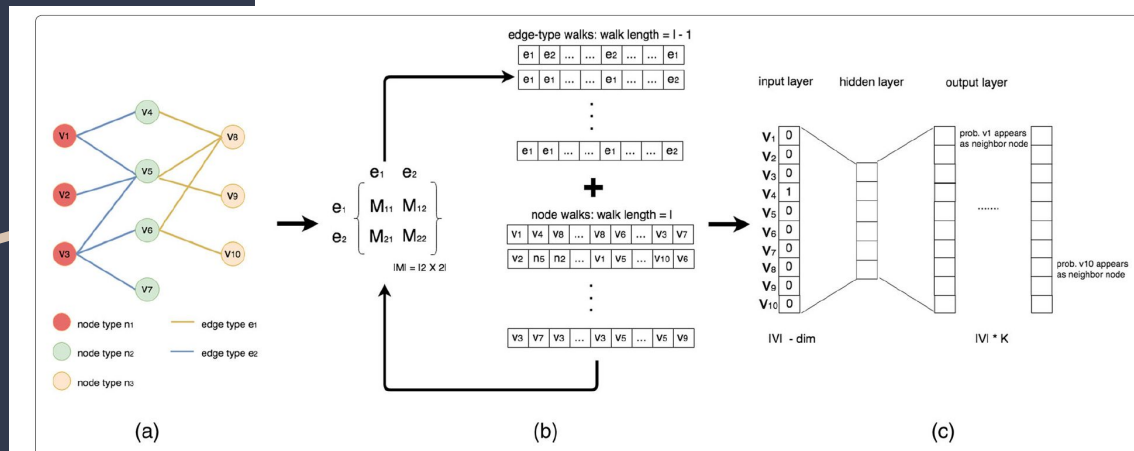 edge-type walks: walk length = l - 1
e1 e2 ... ... e2 ... ... e1
e1 e1 ... ... e1 ... ... e2
e1 e1 ... ... e1 ... e2
+
node walks: walk length = l
V1 V4 V8 ... V8 V6 ... V3 V7
V2 n5 n2 ... V1 V5 ... V10 V6
V3 V7 V3 ... V3 V5 ... V5 V9
V1
V2
V3
V4
V5
V6
V7
V8
V9
V10
node type n1
node type n2
node type n3
edge type e1
edge type e2
e1 e2
e1 M11 M12
e2 M21 M22
|M| = |2 X 2|
input layer
hidden layer
output layer
V1 0
V2 0
V3 0
V4 1
V5 0
V6 0
V7 0
V8 0
V9 0
V10 0
|V| - dim
prob. v1 appears
as neighbor node
.......
prob. v10 appears
as neighbor node
|V| * K
(a)
(b)
(c)